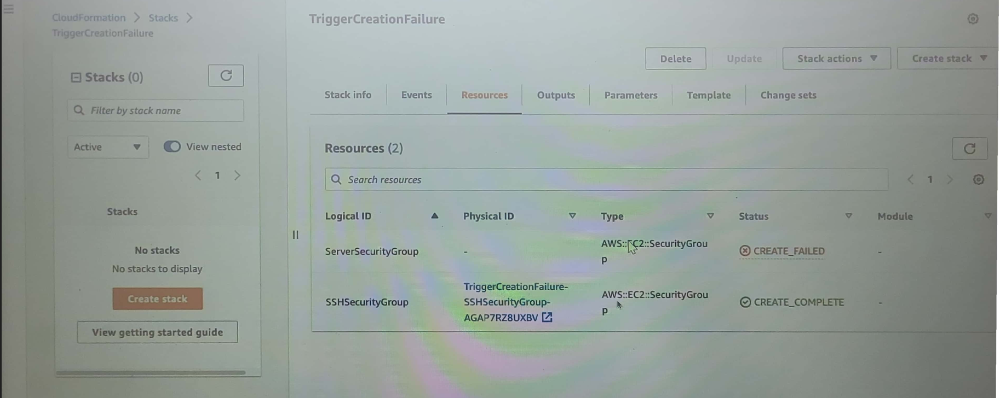 CloudFormation > Stacks >
TriggerCreationFailure
Stacks (0)
Filter by stack name
Active
View nested
1
Stacks
No stacks
No stacks to display
Create stack
View getting started guide
TriggerCreationFailure
Delete
Update
Stack actions
Create stack
Stack info
Events
Resources
Outputs
Parameters
Template
Change sets
Resources (2)
Search resources
1
Logical ID
Physical ID
Type
Status
Module
ServerSecurityGroup
-
AWS::EC2::SecurityGrou
p
CREATE_FAILED
-
SSHSecurityGroup
TriggerCreationFailure-
SSHSecurityGroup-
AGAP7RZ8UXBV
AWS::EC2::SecurityGrou
p
CREATE_COMPLETE
-